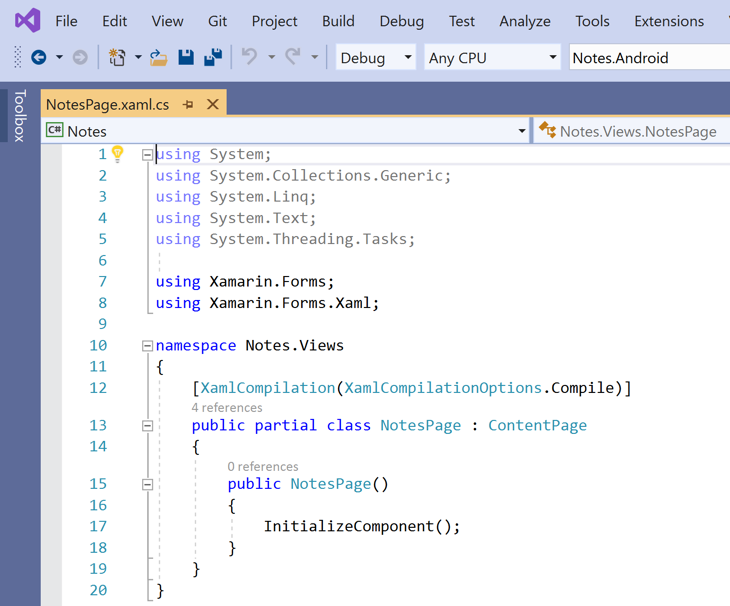 File Edit View Git Project Build Debug Test Analyze Tools Extensions
Debug Any CPU Notes.Android
Toolbox
NotesPage.xaml.cs
C# Notes Notes.Views.NotesPage
1 using System;
2 using System.Collections.Generic;
3 using System.Linq;
4 using System.Text;
5 using System.Threading.Tasks;
6
7 using Xamarin.Forms;
8 using Xamarin.Forms.Xaml;
9
10 namespace Notes.Views
11 {
12 [XamlCompilation(XamlCompilationOptions.Compile)]
4 references
13 public partial class NotesPage : ContentPage
14 {
0 references
15 public NotesPage()
16 {
17 InitializeComponent();
18 }
19 }
20 }